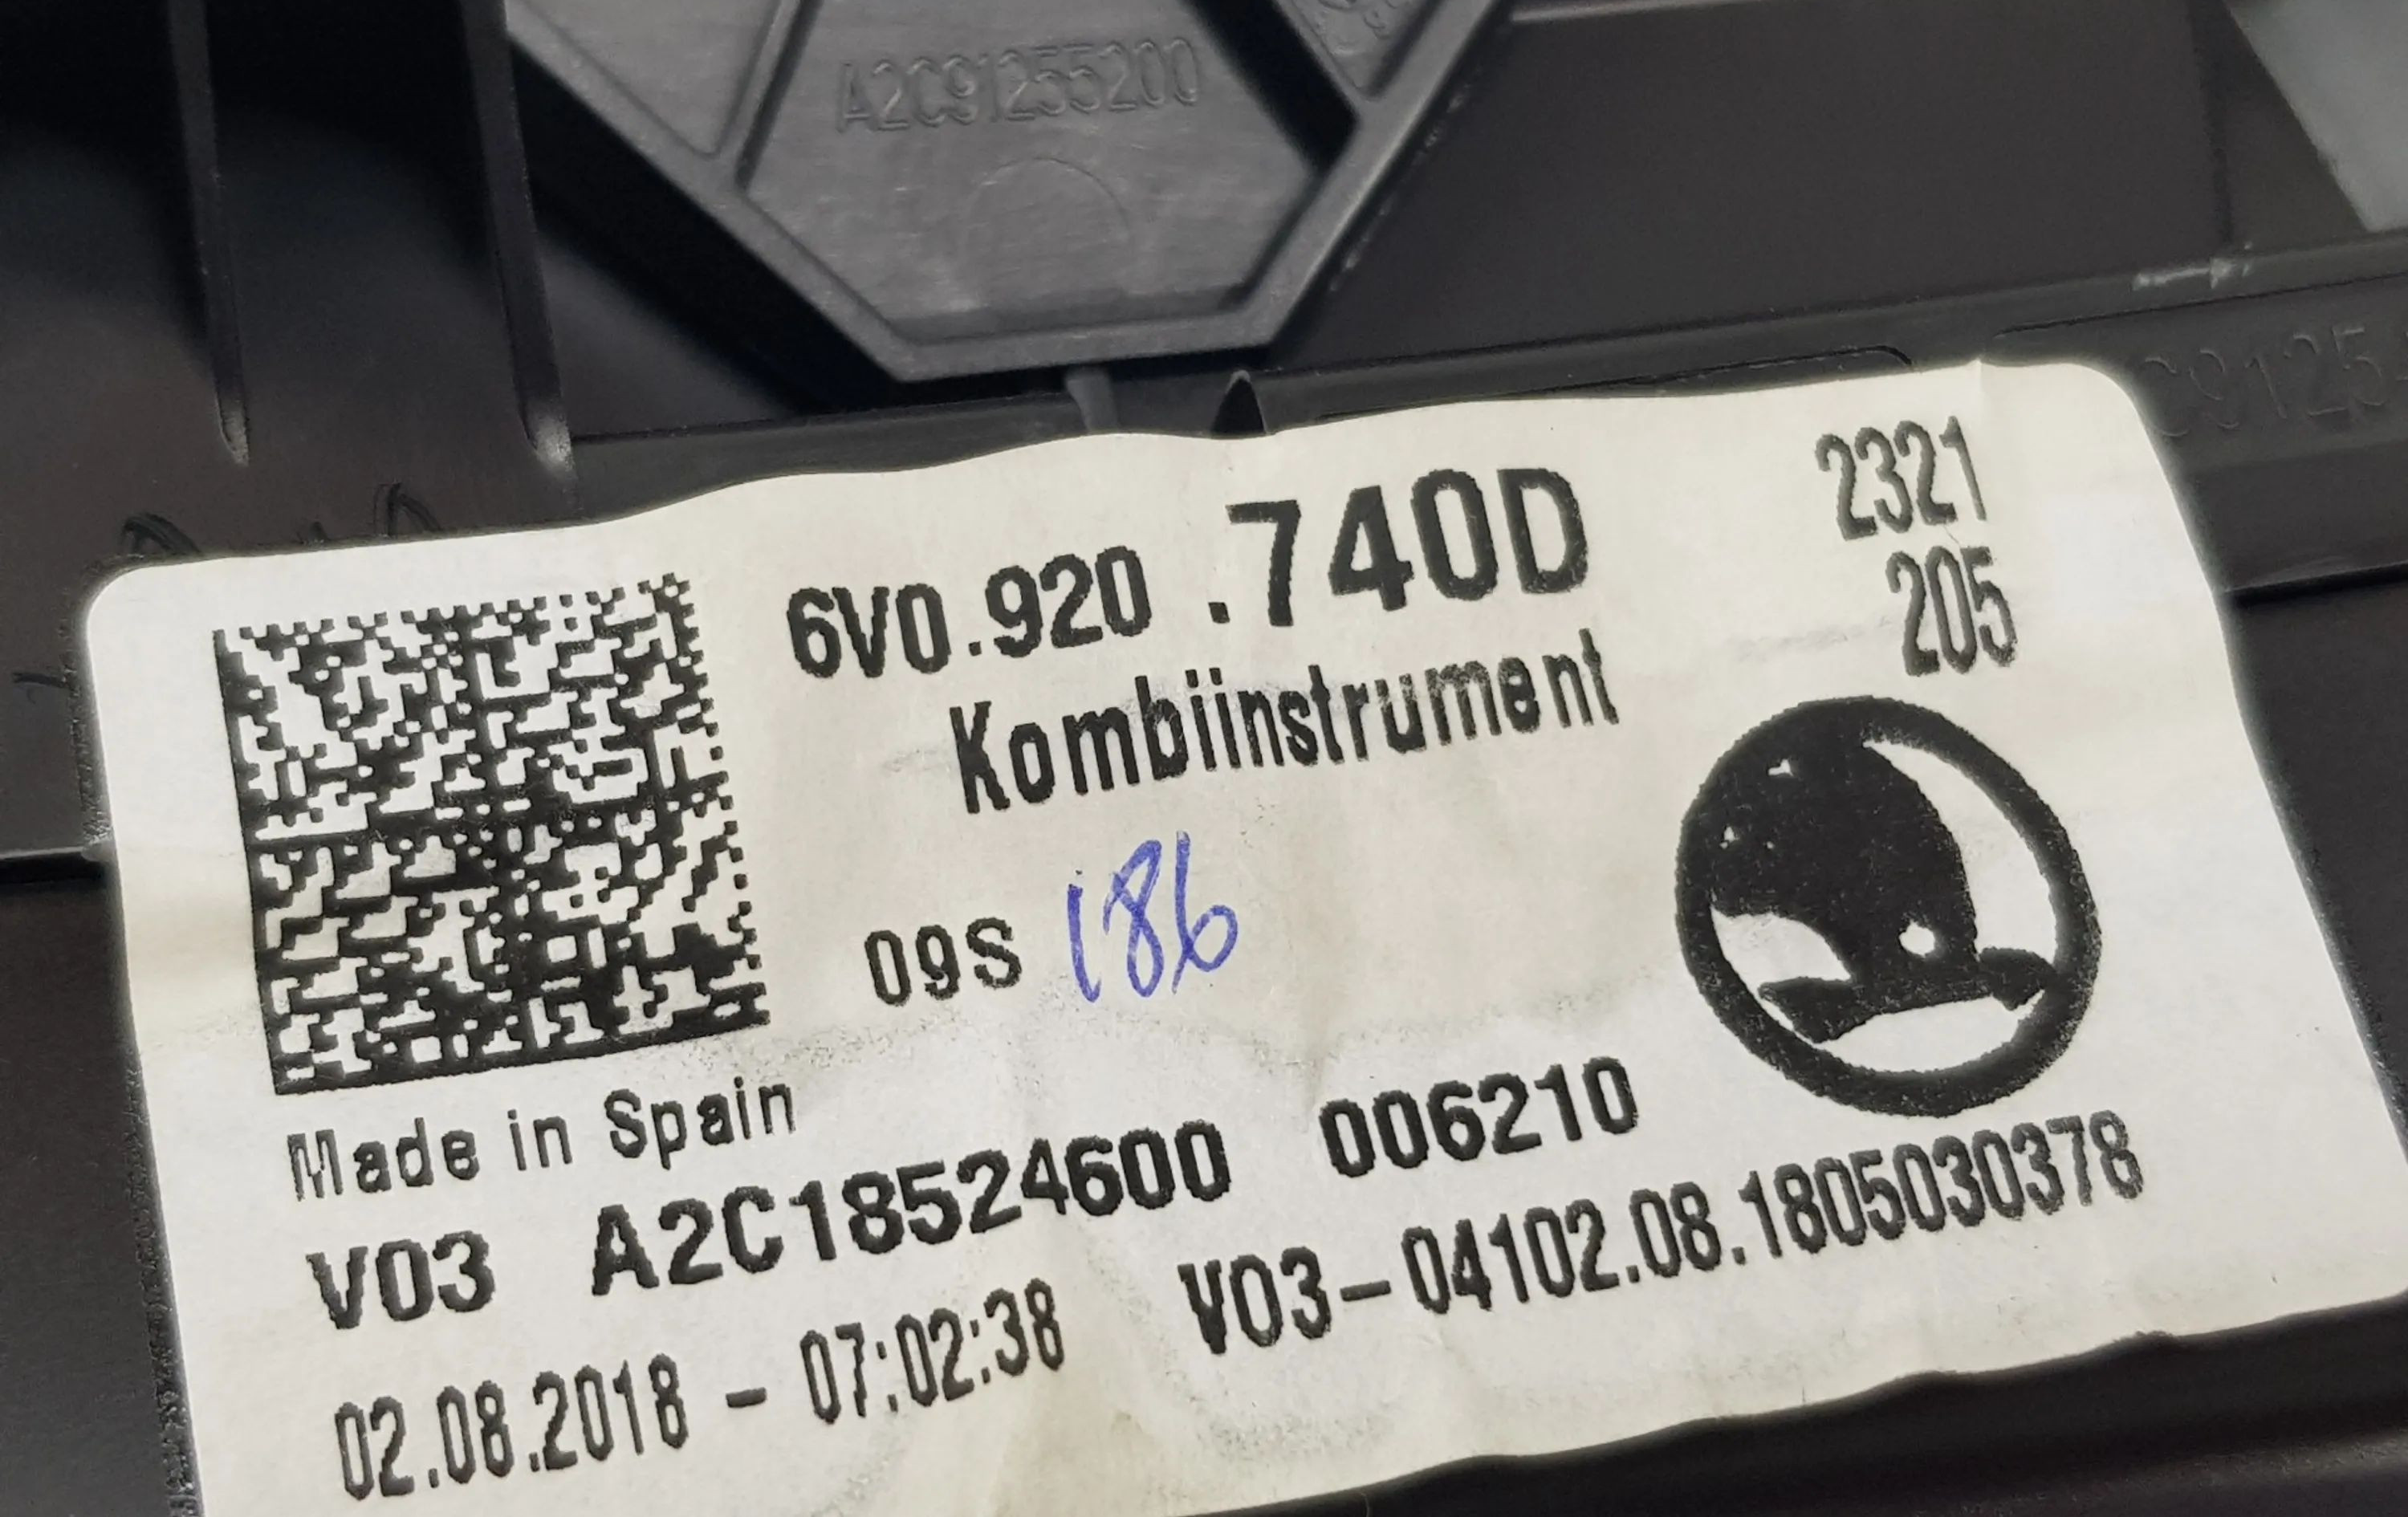 A2C91255200
C9125
6V0.920 .740D
2321
205
Kombiinstrument
09S 186
Made in Spain
V03 A2C18524600 006210
02.08.2018 - 07:02:38 V03-04102.08.1805030378